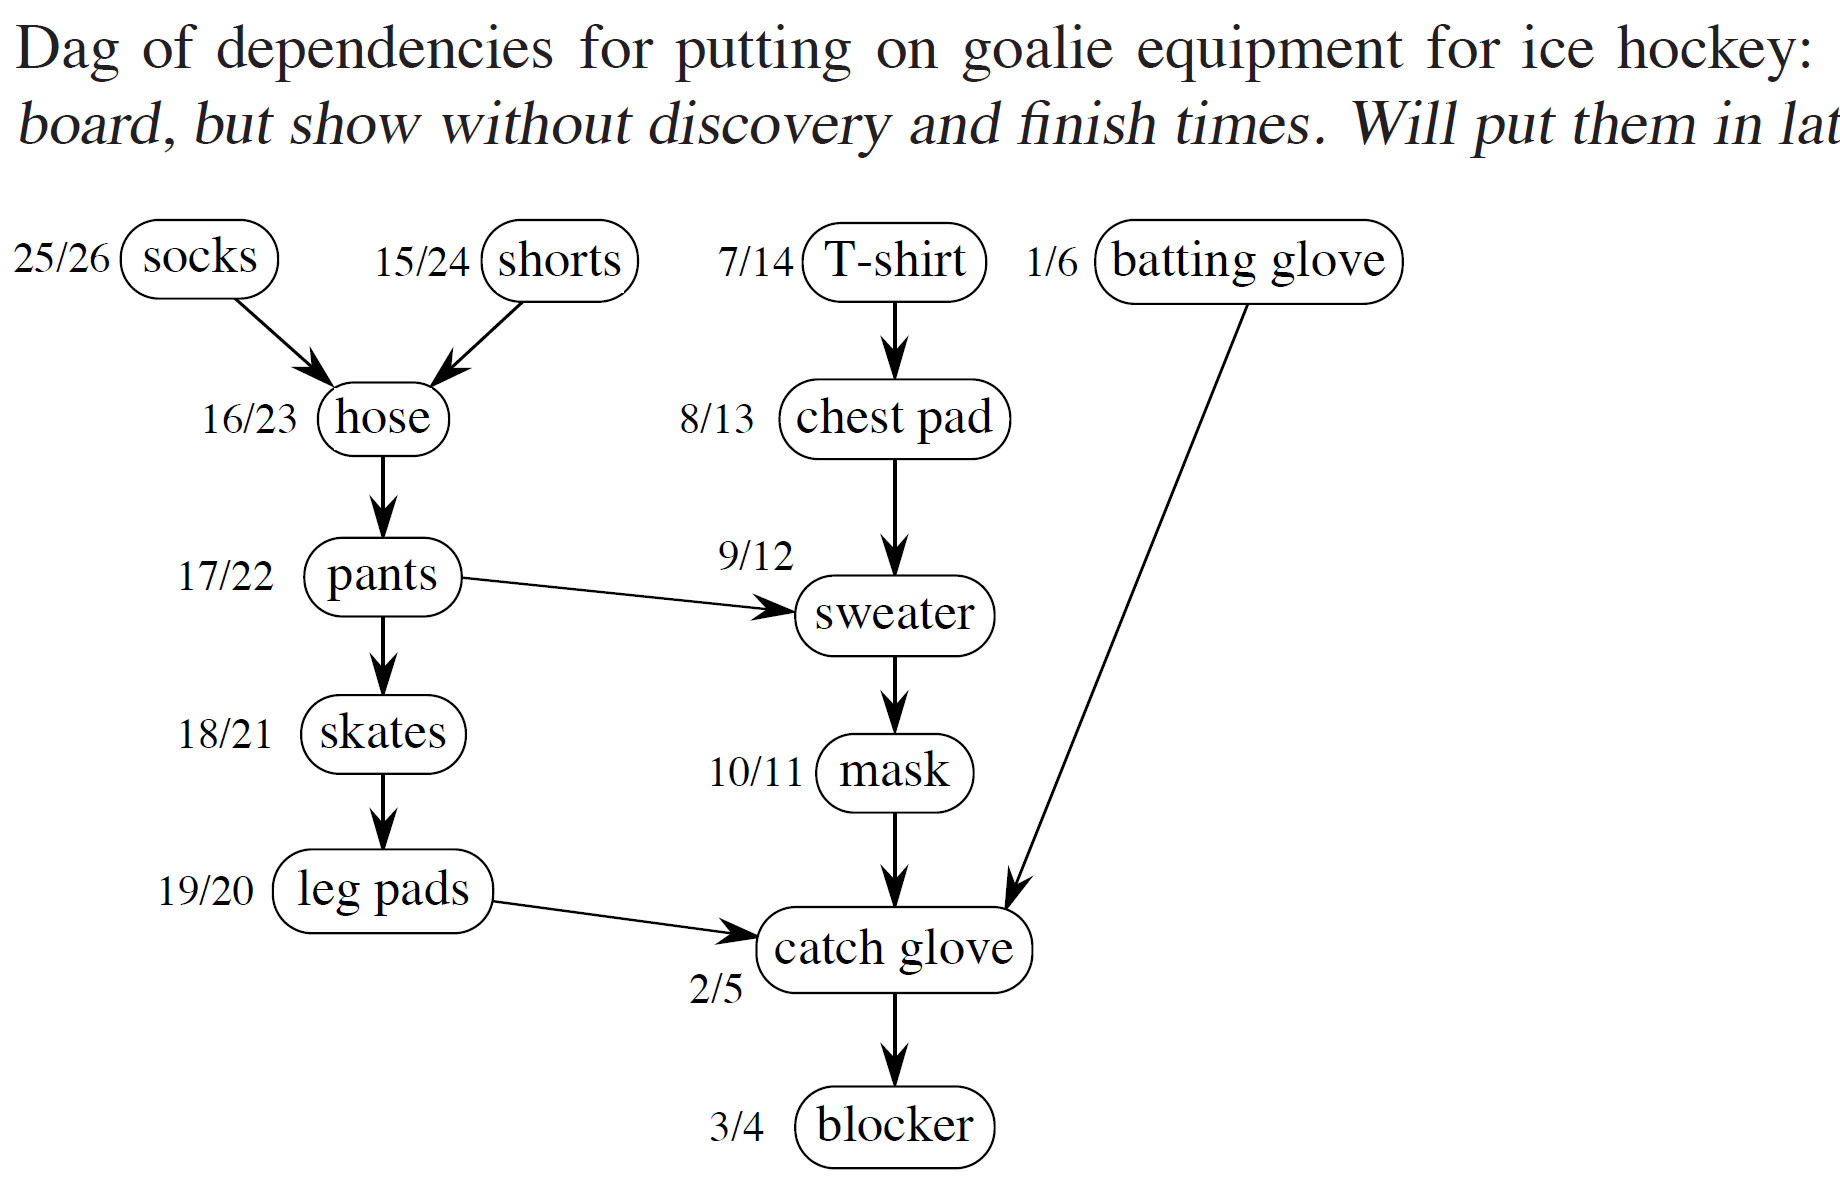 Dag of dependencies for putting on goalie equipment for ice hockey:
board, but show without discovery and finish times. Will put them in lat
25/26 socks 15/24 shorts 7/14 T-shirt 1/6 batting glove
16/23 hose 8/13 chest pad
9/12
17/22 pants
sweater
18/21 skates
10/11 mask
19/20 leg pads
catch glove
2/5
3/4 blocker